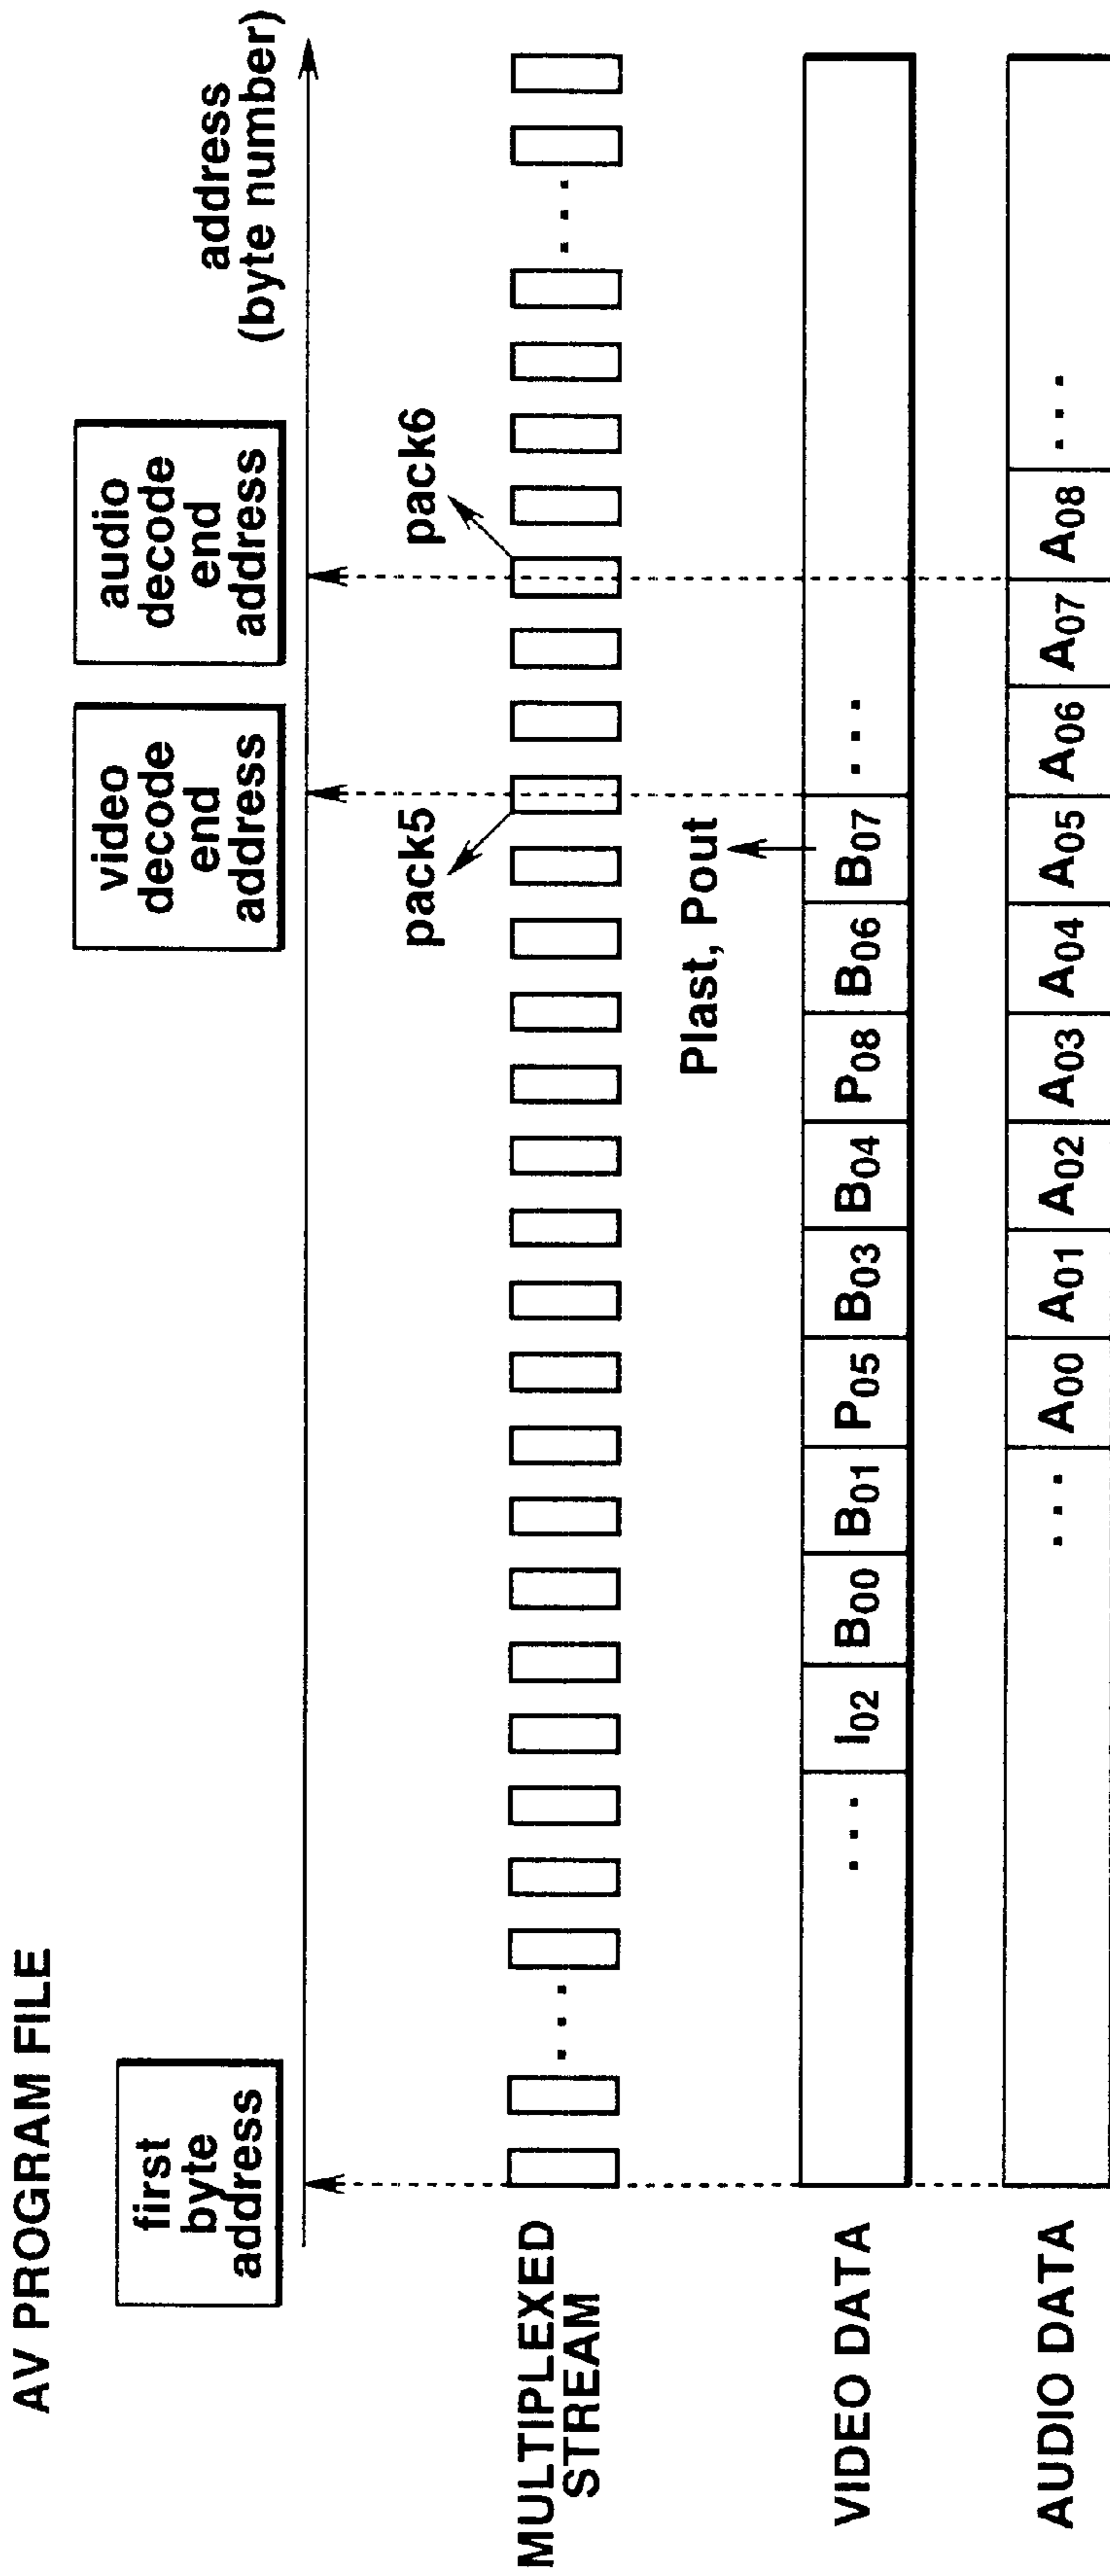 AV PROGRAM FILE
first
byte
address
video
decode
end
address
audio
decode
end
address
address
(byte number)
MULTIPLEXED
STREAM
...
pack5
pack6
...
Plast, Pout
VIDEO DATA
... I02 B00 B01 P05 B03 B04 P08 B06 B07 ...
AUDIO DATA
... A00 A01 A02 A03 A04 A05 A06 A07 A08 ...